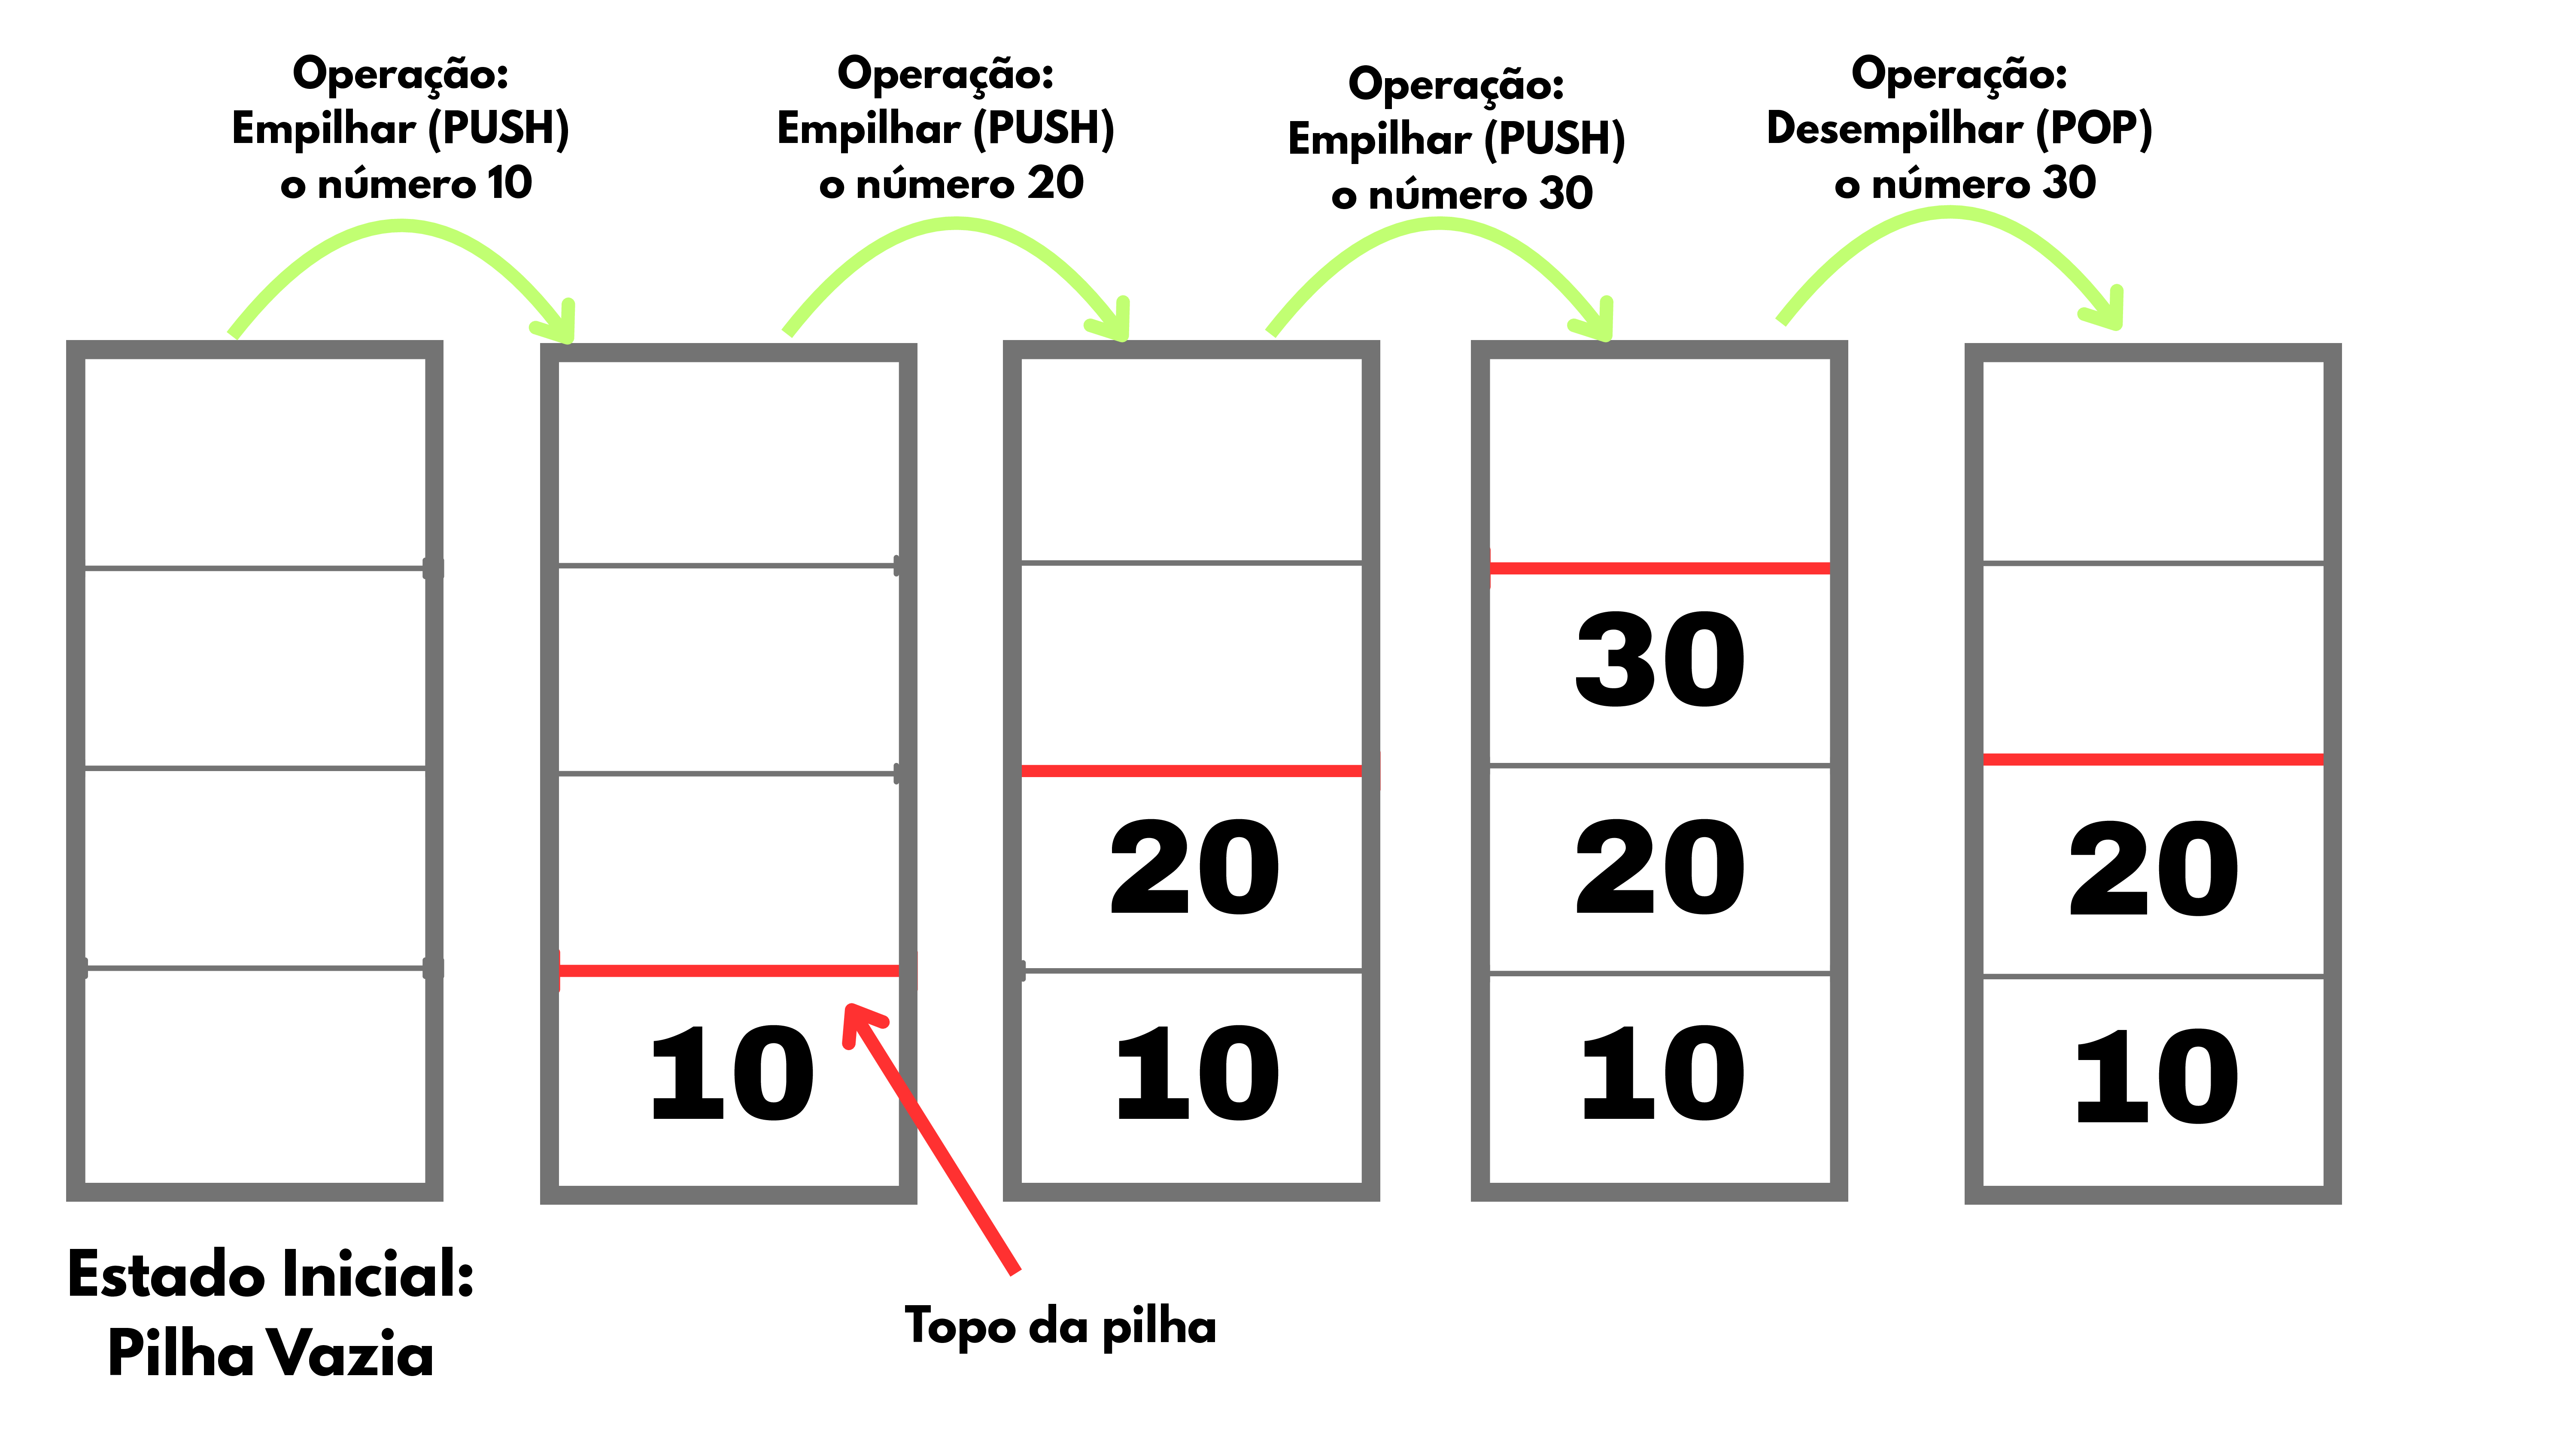 Operação:
Empilhar (PUSH)
o número 10
Operação:
Empilhar (PUSH)
o número 20
Operação:
Empilhar (PUSH)
o número 30
Operação:
Desempilhar (POP)
o número 30
10
20
10
30
20
10
20
10
Estado Inicial:
Pilha Vazia
Topo da pilha